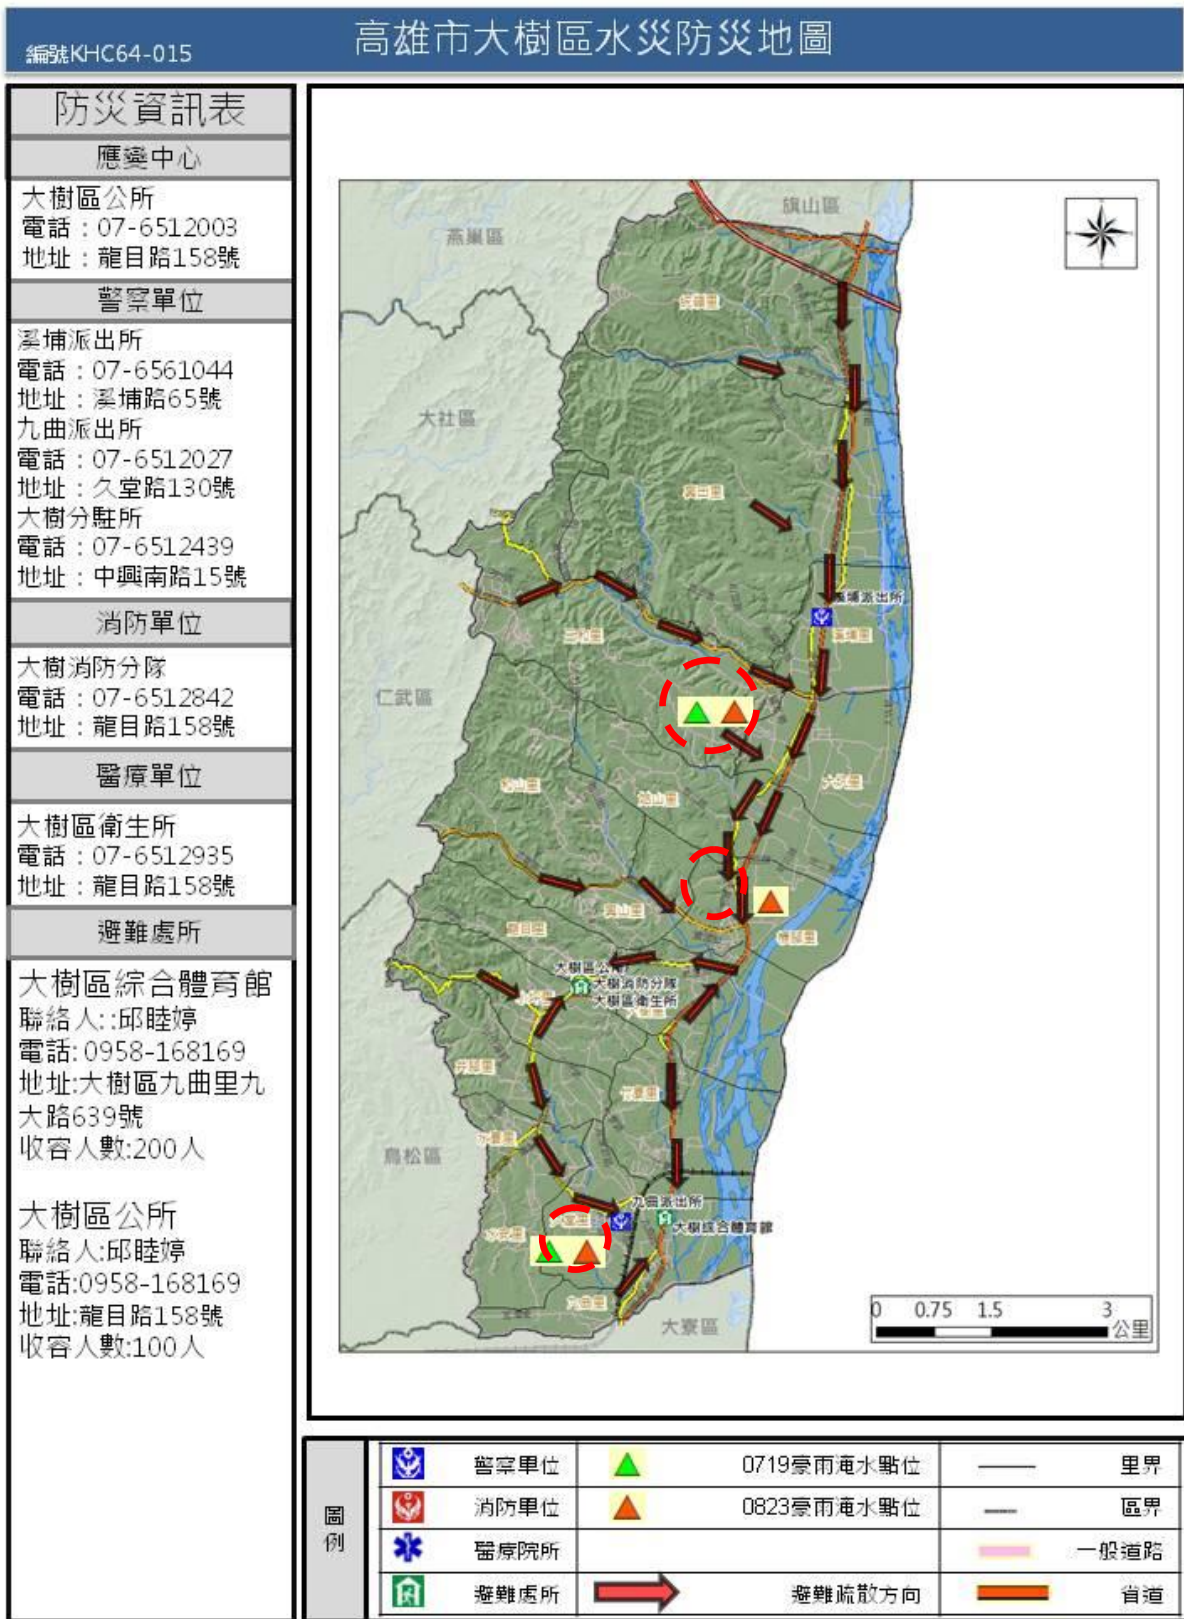 編號KHC64-015
高雄市大樹區水災防災地圖
防災資訊表
應變中心
大樹區公所
電話：07-6512003
地址：龍目路158號
警察單位
溪埔派出所
電話：07-6561044
地址：溪埔路65號
九曲派出所
電話：07-6512027
地址：久堂路130號
大樹分駐所
電話：07-6512439
地址：中興南路15號
消防單位
大樹消防分隊
電話：07-6512842
地址：龍目路158號
醫療單位
大樹區衛生所
電話：07-6512935
地址：龍目路158號
避難處所
大樹區綜合體育館
聯絡人::邱睦婷
電話:0958-168169
地址:大樹區九曲里九
大路639號
收容人數:200人
大樹區公所
聯絡人:邱睦婷
電話:0958-168169
地址:龍目路158號
收容人數:100人
旗山區
燕巢區
大社區
溪埔派出所
溪埔里
三和里
仁武區
大樹區公所
大樹消防分隊
大樹區衛生所
鳥松區
九曲派出所
大樹綜合體育館
九曲里
大寮區
0 0.75 1.5 3
公里
圖例
警察單位
0719豪雨淹水點位
里界
消防單位
0823豪雨淹水點位
區界
醫療院所
一般道路
避難處所
避難疏散方向
省道